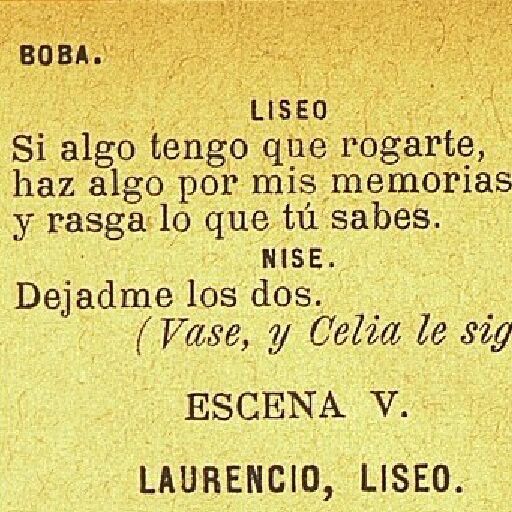 BOBA.
LISEO
Si algo tengo que rogarte,
haz algo por mis memorias
y rasga lo que tú sabes.
NISE.
Dejadme los dos.
(Vase, y Celia le sig
ESCENA V.
LAURENCIO, LISEO.